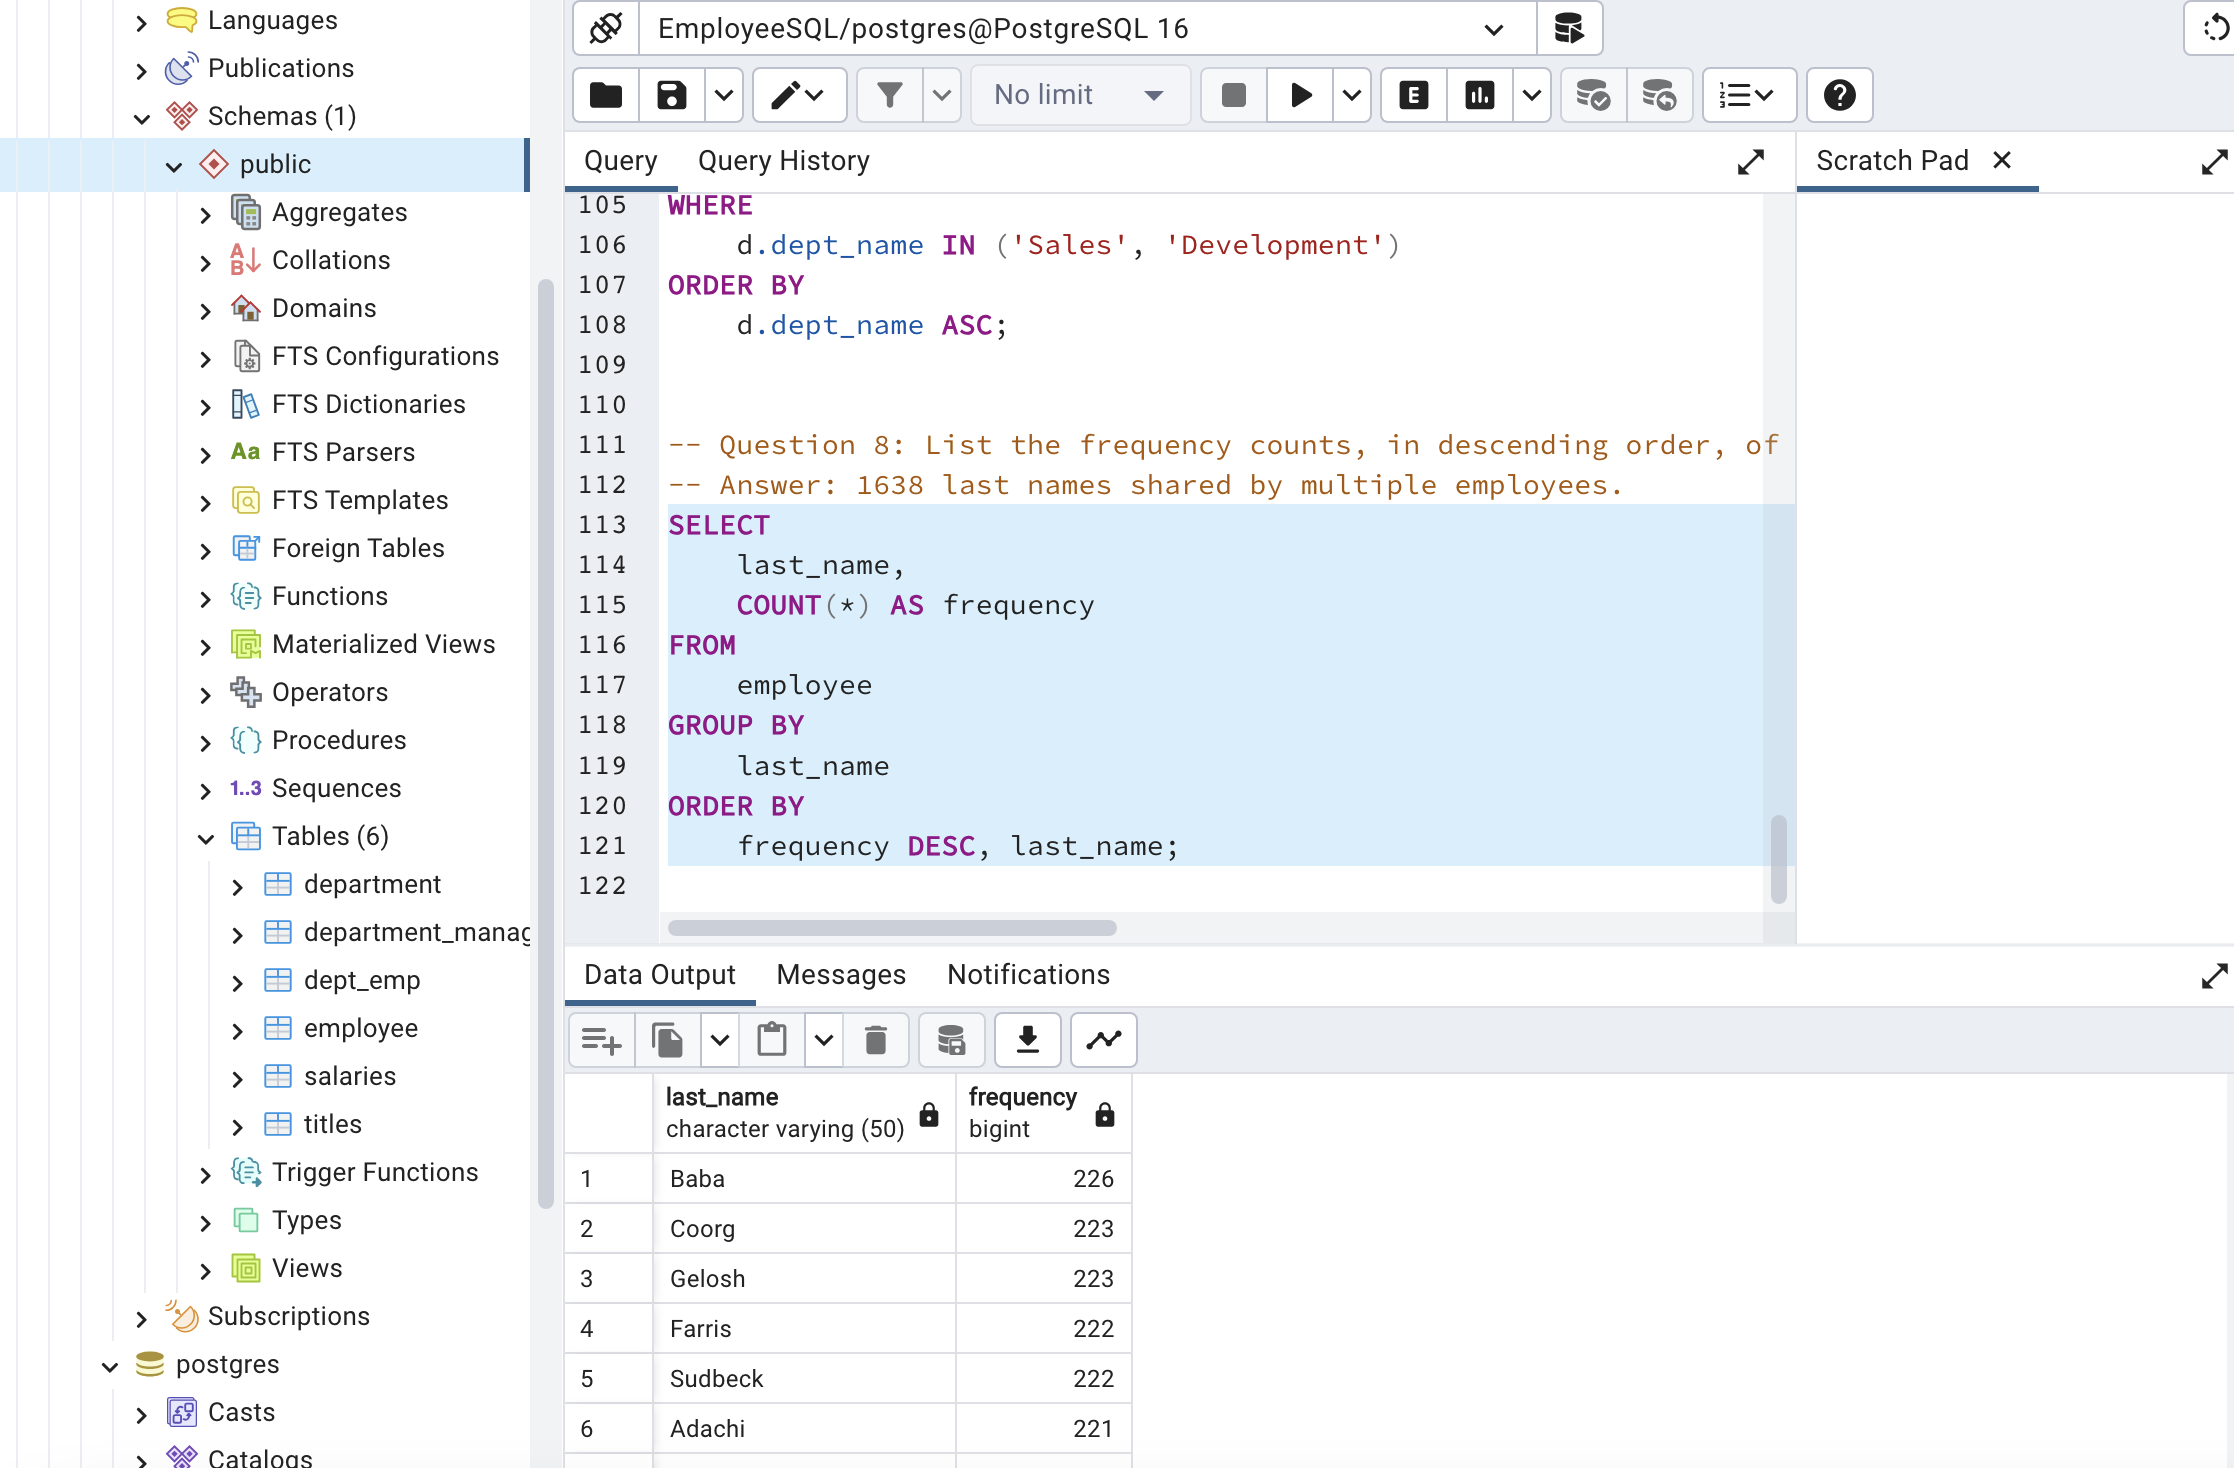 Languages
Publications
Schemas (1)
public
Aggregates
Collations
Domains
FTS Configurations
FTS Dictionaries
Aa FTS Parsers
FTS Templates
Foreign Tables
Functions
Materialized Views
Operators
Procedures
1..3 Sequences
Tables (6)
department
department_manag
dept_emp
employee
salaries
titles
Trigger Functions
Types
Views
Subscriptions
postgres
Casts
Catalogs
EmployeeSQL/postgres@PostgreSQL 16
No limit
E
Query Query History
Scratch Pad
105 WHERE
106 d.dept_name IN ('Sales', 'Development')
107 ORDER BY
108 d.dept_name ASC;
109
110
111 -- Question 8: List the frequency counts, in descending order, of
112 -- Answer: 1638 last names shared by multiple employees.
113 SELECT
114 last_name,
115 COUNT(*) AS frequency
116 FROM
117 employee
118 GROUP BY
119 last_name
120 ORDER BY
121 frequency DESC, last_name;
122
Data Output Messages Notifications
last_name frequency
character varying (50) bigint
1 Baba 226
2 Coorg 223
3 Gelosh 223
4 Farris 222
5 Sudbeck 222
6 Adachi 221